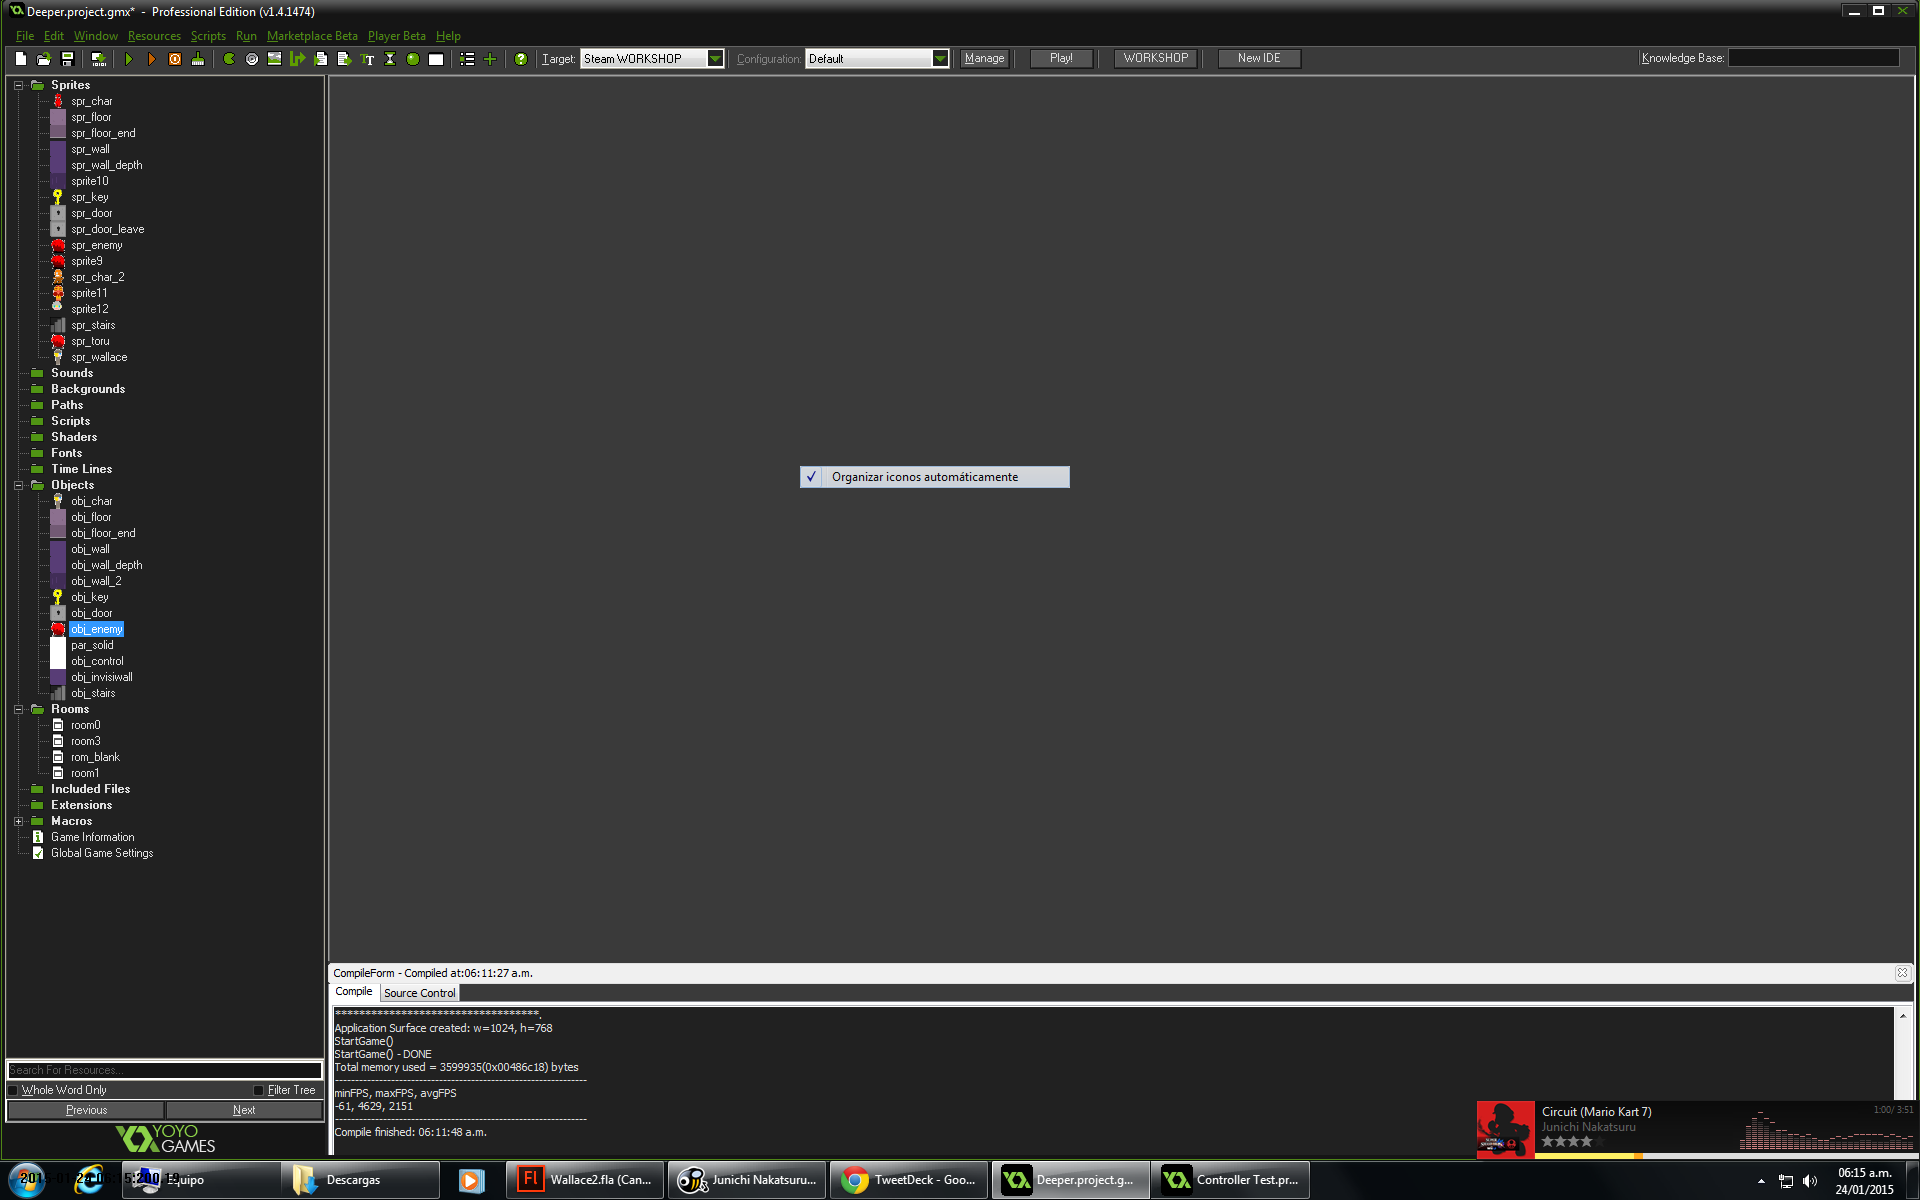 Deeper.project.gmx* - Professional Edition (v1.4.1474)
File Edit Window Resources Scripts Run Marketplace Beta Player Beta Help
Target: Steam WORKSHOP Configuration: Default Manage Play! WORKSHOP New IDE Knowledge Base:
Sprites
spr_char
spr_floor
spr_floor_end
spr_wall
spr_wall_depth
sprite10
spr_key
spr_door
spr_door_leave
spr_enemy
sprite9
spr_char_2
sprite11
sprite12
spr_stairs
spr_toru
spr_wallace
Sounds
Backgrounds
Paths
Scripts
Shaders
Fonts
Time Lines
Objects
obj_char
obj_floor
obj_floor_end
obj_wall
obj_wall_depth
obj_wall_2
obj_key
obj_door
obj_enemy
par_solid
obj_control
obj_invisiwall
obj_stairs
Rooms
room0
room3
rom_blank
room1
Included Files
Extensions
Macros
Game Information
Global Game Settings
Search For Resources...
Whole Word Only Filter Tree
Previous Next
YOYO
GAMES
Organizar iconos automáticamente
CompileForm - Compiled at:06:11:27 a.m.
Compile Source Control
**********************************.
Application Surface created: w=1024, h=768
StartGame()
StartGame() - DONE
Total memory used = 3599935(0x00486c18) bytes
minFPS, maxFPS, avgFPS
-61, 4629, 2151
Compile finished: 06:11:48 a.m.
Circuit (Mario Kart 7) 1:00/ 3:51
Junichi Nakatsuru
Equipo Descargas Wallace2.fla (Can... Junichi Nakatsuru... TweetDeck - Goo... Deeper.project.g... Controller Test.pr...
06:15 a.m.
24/01/2015